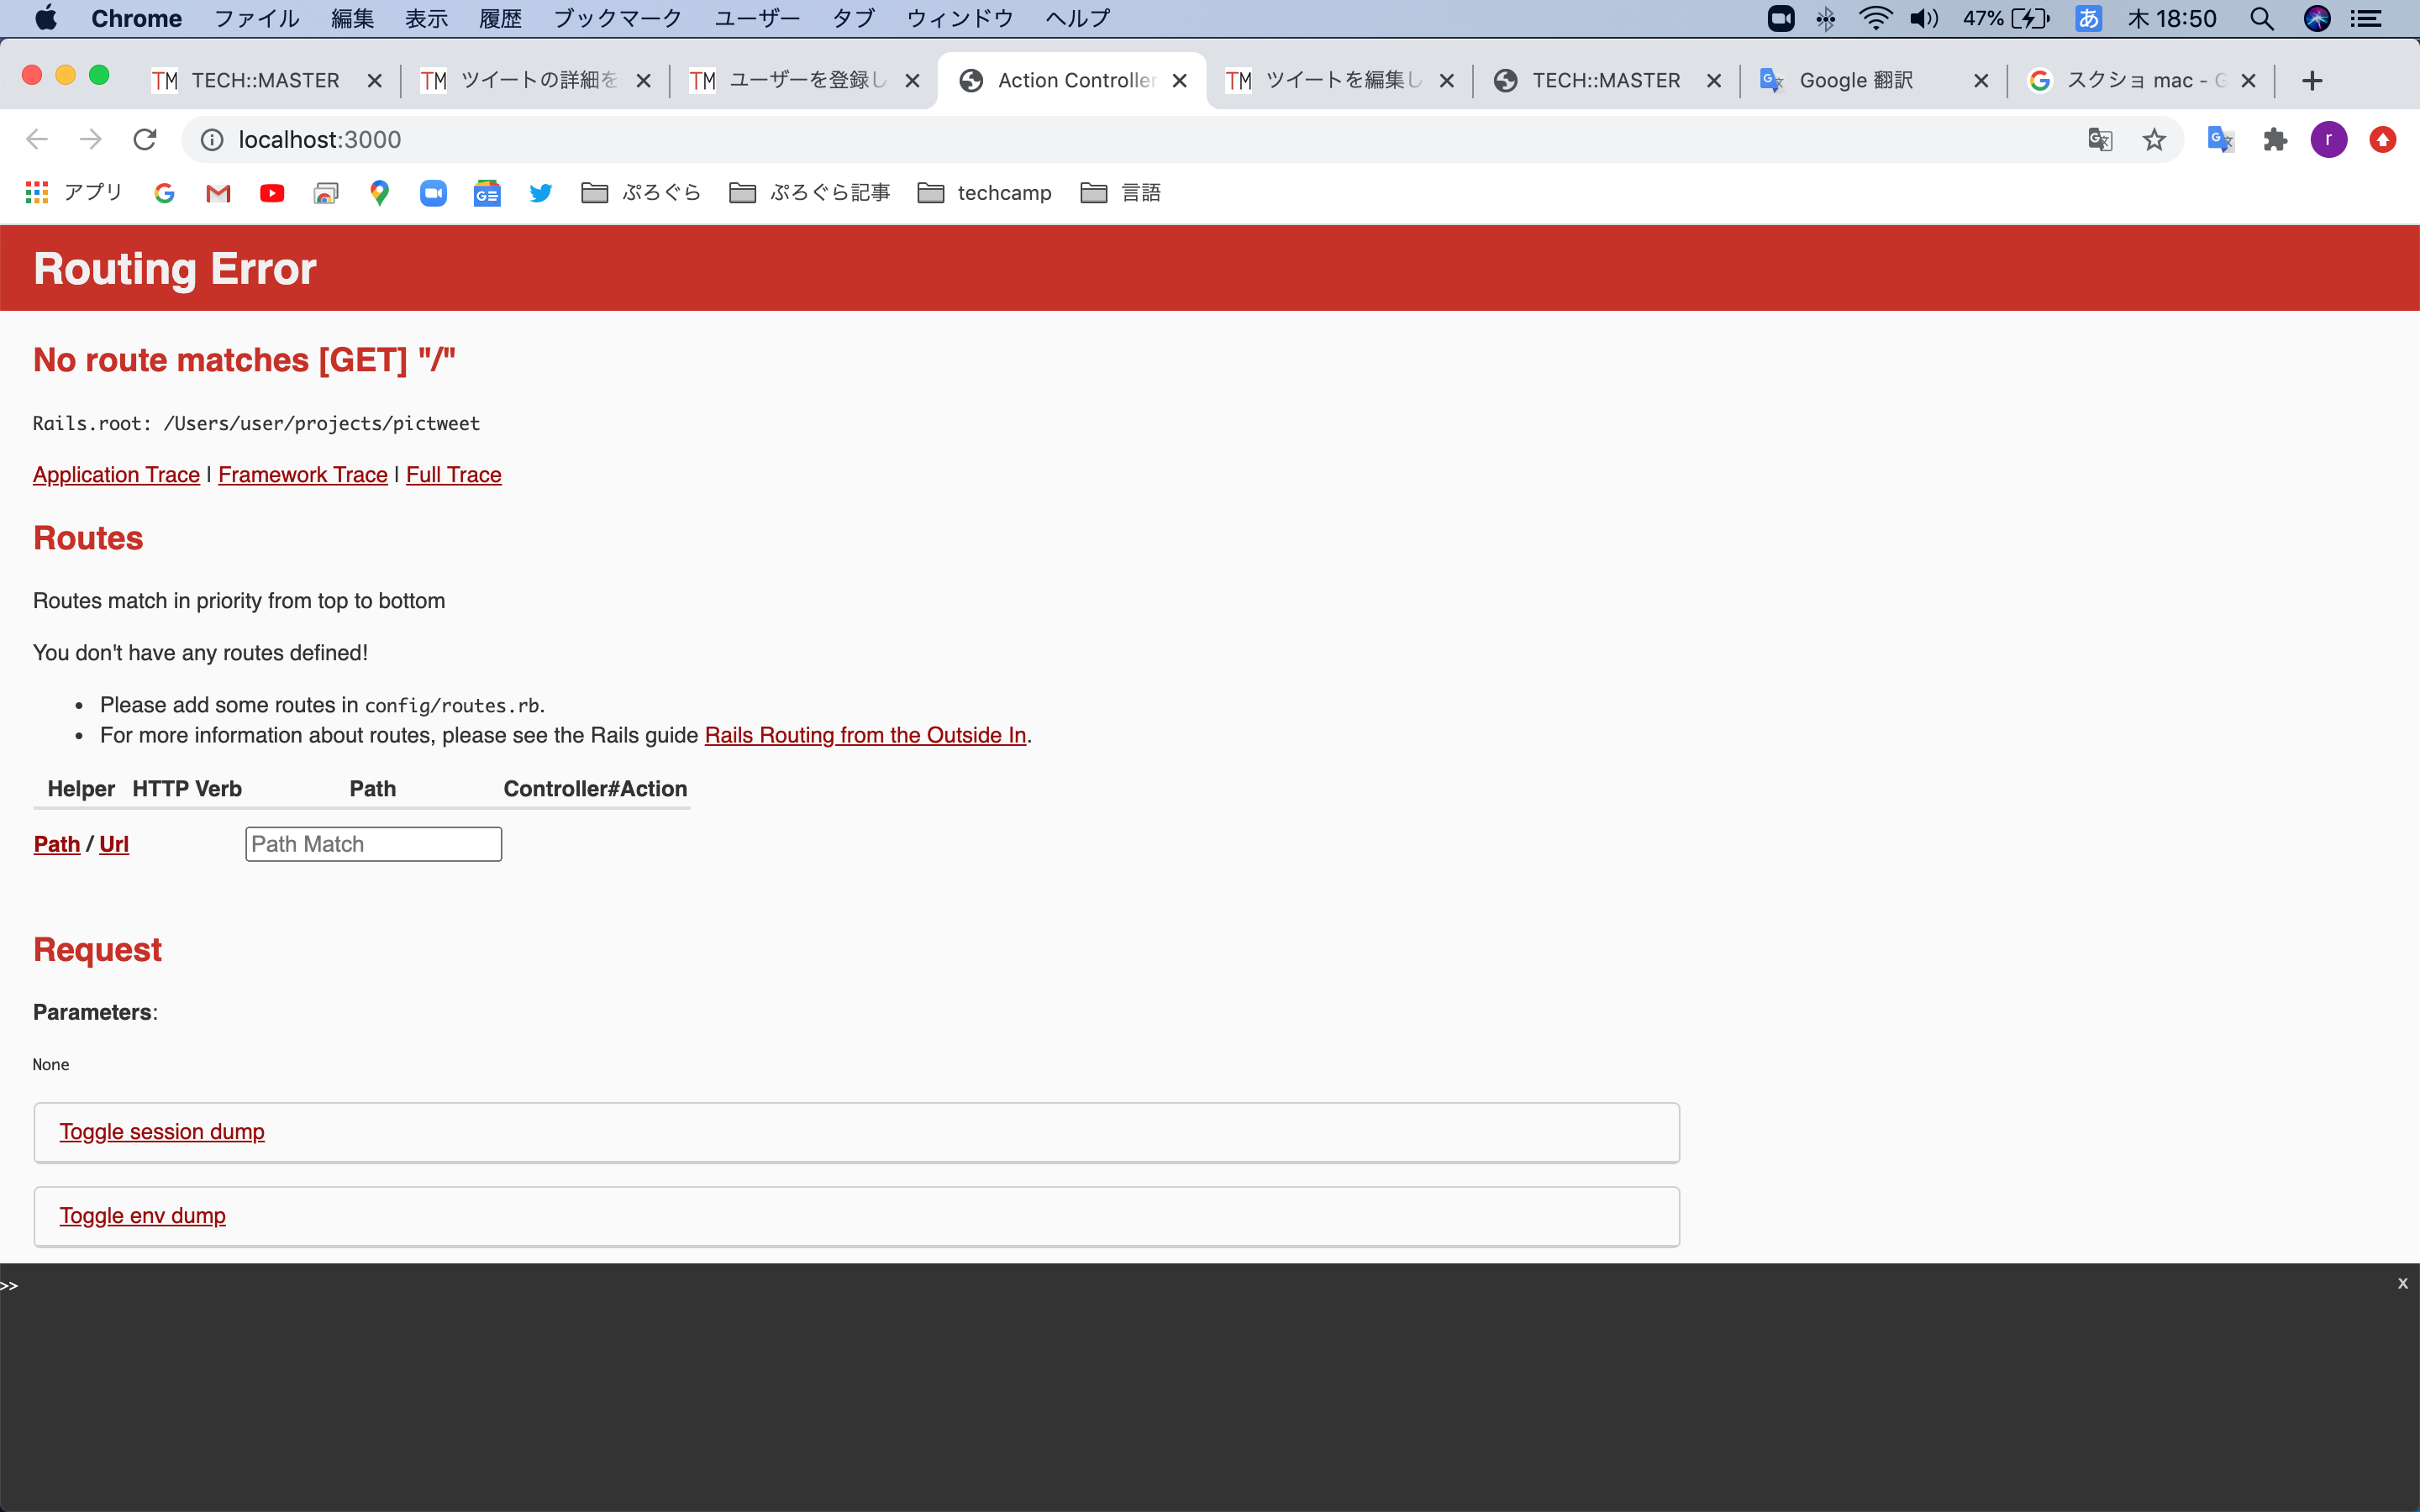 Chrome ファイル 編集 表示 履歴 ブックマーク ユーザー タブ ウィンドウ ヘルプ 47% あ 木 18:50
TM TECH::MASTER TM ツイートの詳細を TM ユーザーを登録し Action Controller TM ツイートを編集し TECH::MASTER Google 翻訳 スクショ mac - G
localhost:3000 r
アプリ ぷろぐら ぷろぐら記事 techcamp 言語
Routing Error
No route matches [GET] "/"
Rails.root: /Users/user/projects/pictweet
Application Trace | Framework Trace | Full Trace
Routes
Routes match in priority from top to bottom
You don't have any routes defined!
• Please add some routes in config/routes.rb.
• For more information about routes, please see the Rails guide Rails Routing from the Outside In.
Helper HTTP Verb Path Controller#Action
Path / Url Path Match
Request
Parameters:
None
Toggle session dump
Toggle env dump
>> x